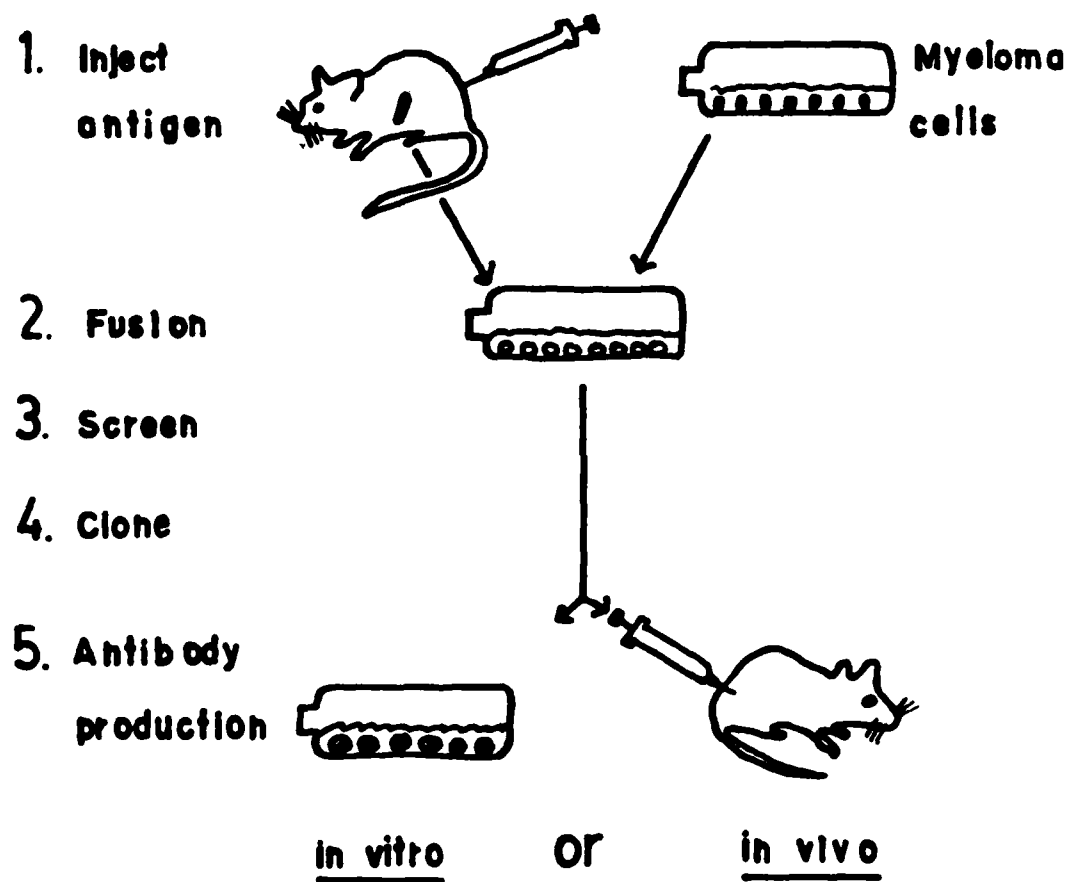 1. Inject
antigen
Myeloma
cells
2. Fusion
3. Screen
4. Clone
5. Antibody
production
in vitro or in vivo